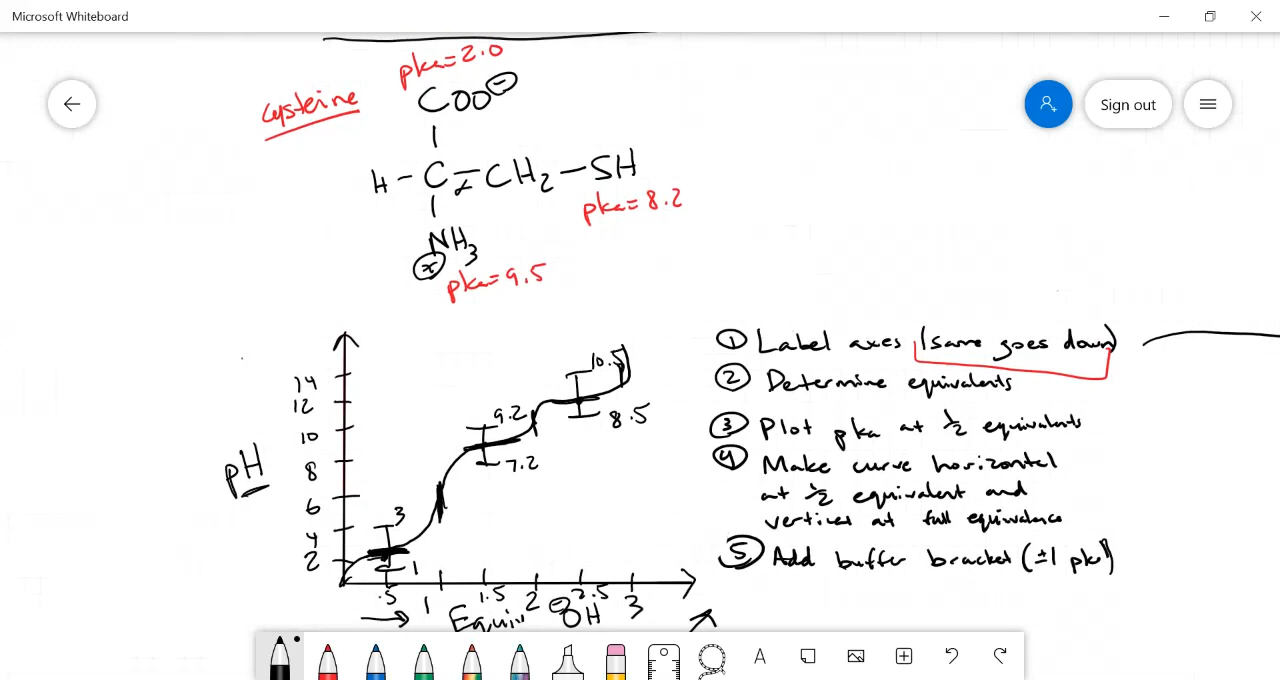 Microsoft Whiteboard
Sign out
pka=2.0
cysteine
COO⊖
H-C-CH2-SH
α
pka=8.2
NH3
⊕
pka=9.5
① Label axes (same goes down)
② Determine equivalents
③ Plot pka at ½ equivalents
④ Make curve horizontal
at ½ equivalent and
vertical at full equivalence
⑤ Add buffer bracket (±1 pk)
pH
14
12
10
8
6
4
2
3
1
9.2
7.2
10.5
8.5
.5 1 1.5 2 2.5 3
Equiv ⊖OH
A